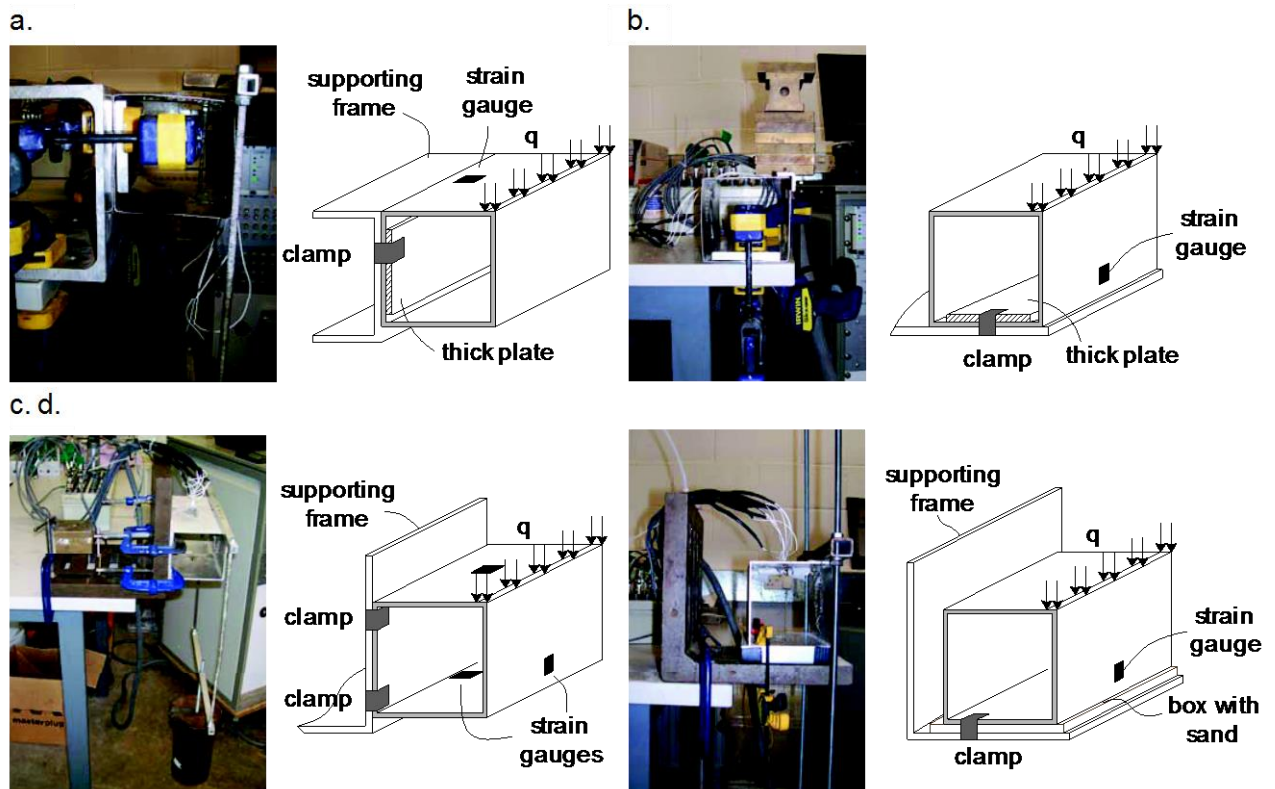 a.
b.
supporting
frame
strain
gauge
q
clamp
thick plate
q
strain
gauge
clamp
thick plate
c. d.
supporting
frame
q
clamp
clamp
strain
gauges
masterplug
supporting
frame
q
strain
gauge
box with
sand
clamp